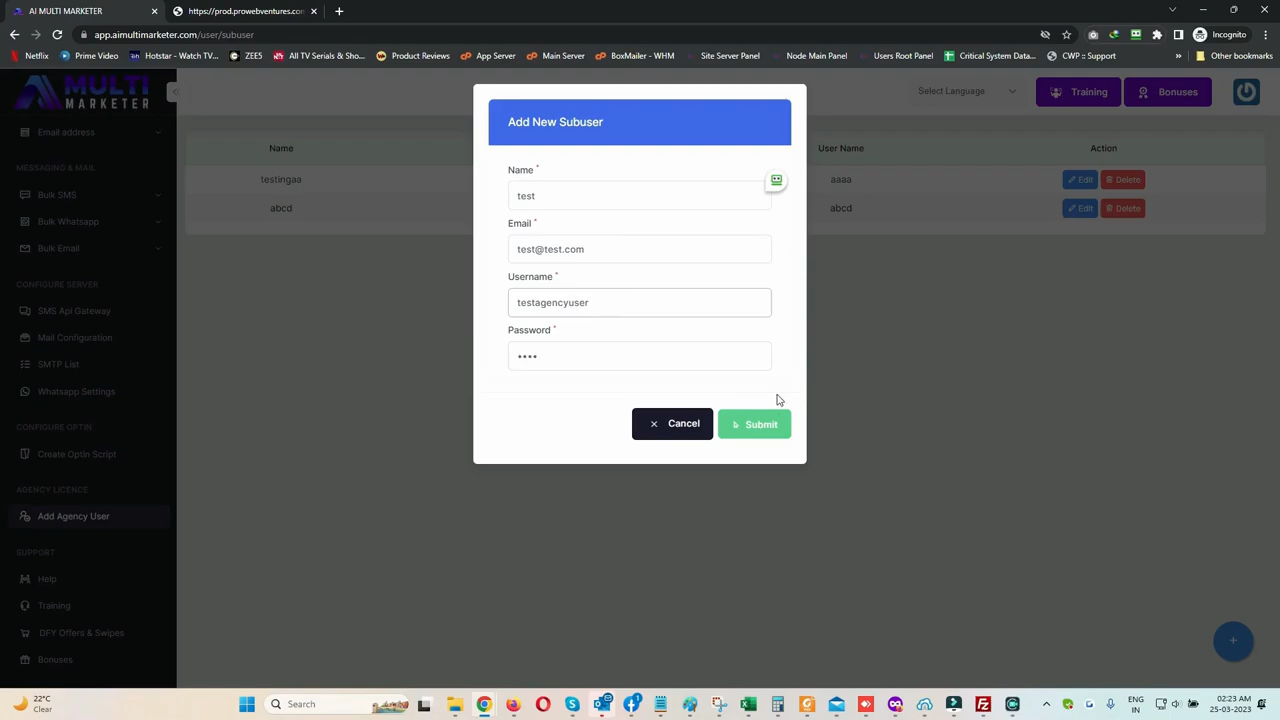 AI MULTI MARKETER
https://prod.prowebventures.com
app.aimultimarketer.com/user/subuser
Incognito
Netflix
Prime Video
Hotstar - Watch TV...
ZEE5
All TV Serials & Sho...
Product Reviews
App Server
Main Server
BoxMailer - WHM
Site Server Panel
Node Main Panel
Users Root Panel
Critical System Data...
CWP :: Support
»
Other bookmarks
MULTI
MARKETER
Select Language
Training
Bonuses
Email address
MESSAGING & MAIL
Bulk SMS
Bulk Whatsapp
Bulk Email
CONFIGURE SERVER
SMS Api Gateway
Mail Configuration
SMTP List
Whatsapp Settings
CONFIGURE OPTIN
Create OptIn Script
AGENCY LICENCE
Add Agency User
SUPPORT
Help
Training
DFY Offers & Swipes
Bonuses
Name User Name Action
testingaa aaaa Edit Delete
abcd abcd Edit Delete
Add New Subuser
Name *
test
Email *
test@test.com
Username *
testagencyuser
Password *
••••
Cancel
Submit
22°C
Clear
Search
ENG
IN
02:23 AM
25-03-2023